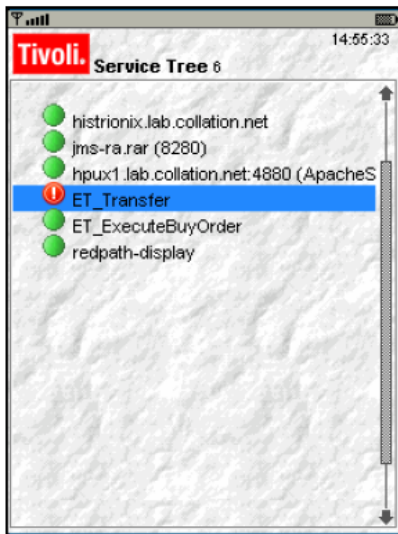 14:55:33
Tivoli. Service Tree 6
histrionix.lab.collation.net
jms-ra.rar (8280)
hpux1.lab.collation.net:4880 (ApacheS
ET_Transfer
ET_ExecuteBuyOrder
redpath-display